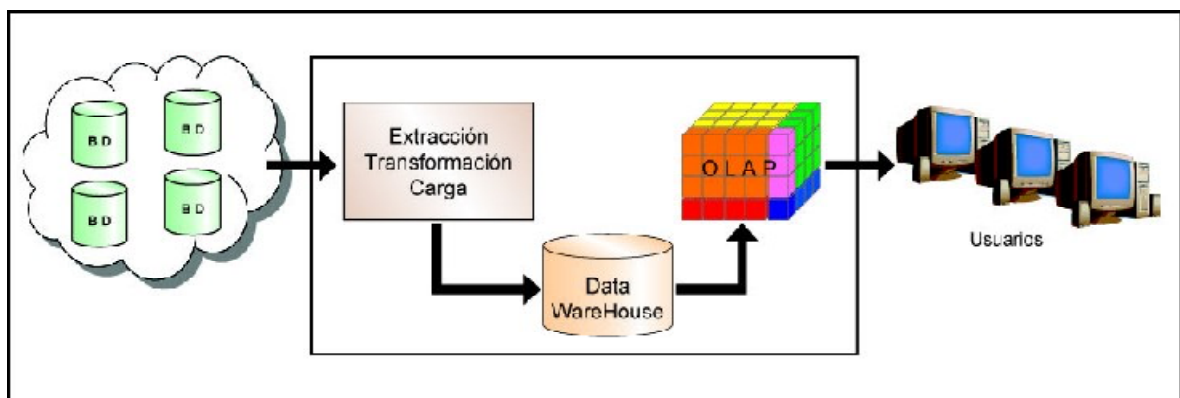 BD
BD
BD
BD
Extracción
Transformación
Carga
Data
WareHouse
OLAP
Usuarios